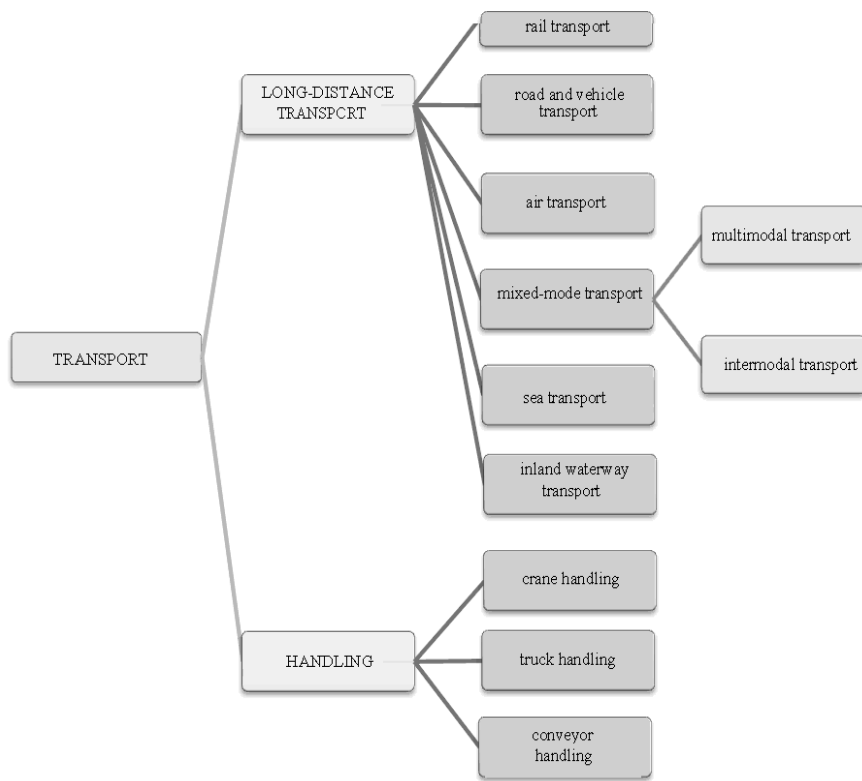 rail transport
LONG-DISTANCE
TRANSPORT
road and vehicle
transport
air transport
multimodal transport
mixed-mode transport
TRANSPORT
intermodal transport
sea transport
inland waterway
transport
crane handling
HANDLING
truck handling
conveyor
handling